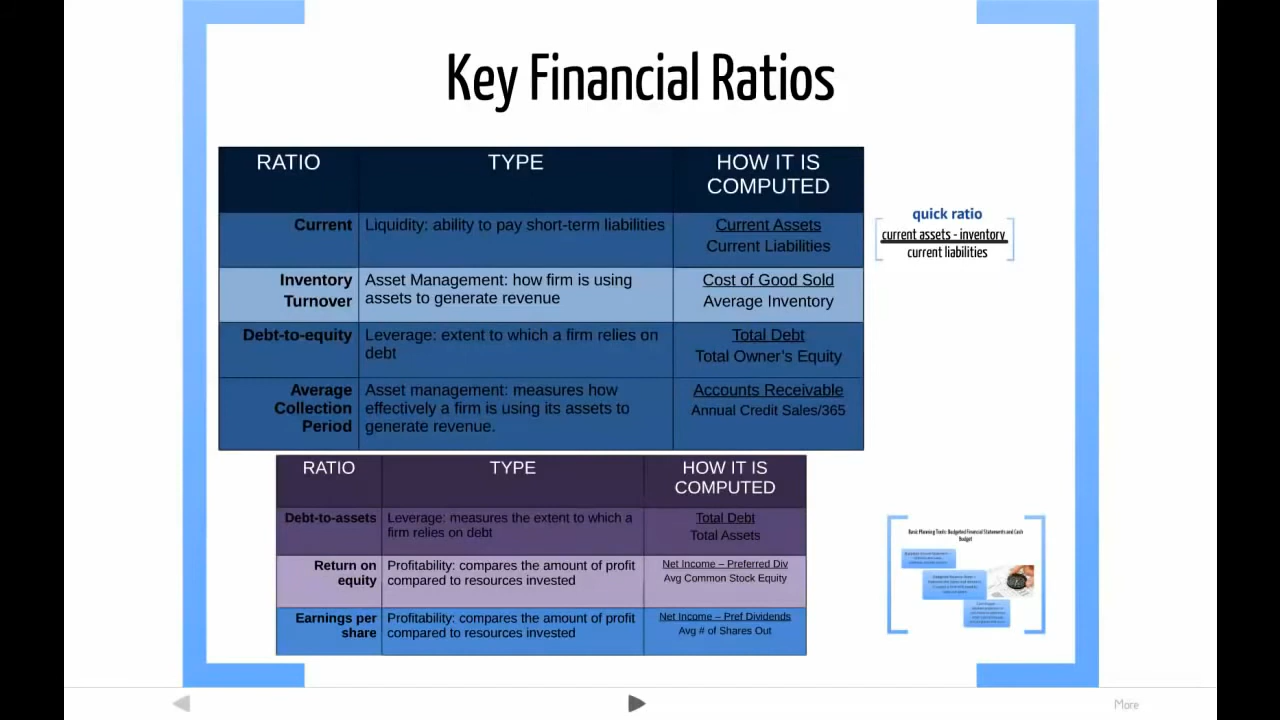 Key Financial Ratios
RATIO TYPE HOW IT IS
COMPUTED
Current Liquidity: ability to pay short-term liabilities Current Assets
Current Liabilities
Inventory Asset Management: how firm is using Cost of Good Sold
Turnover assets to generate revenue Average Inventory
Debt-to-equity Leverage: extent to which a firm relies on Total Debt
debt Total Owner's Equity
Average Asset management: measures how Accounts Receivable
Collection effectively a firm is using its assets to Annual Credit Sales/365
Period generate revenue.
quick ratio
current assets - inventory
current liabilities
RATIO TYPE HOW IT IS
COMPUTED
Debt-to-assets Leverage: measures the extent to which a Total Debt
firm relies on debt Total Assets
Return on Profitability: compares the amount of profit Net Income – Preferred Div
equity compared to resources invested Avg Common Stock Equity
Earnings per Profitability: compares the amount of profit Net Income – Pref Dividends
share compared to resources invested Avg # of Shares Out
Basic Planning Tools: Budgeted Financial Statements and Cash
Budget
More